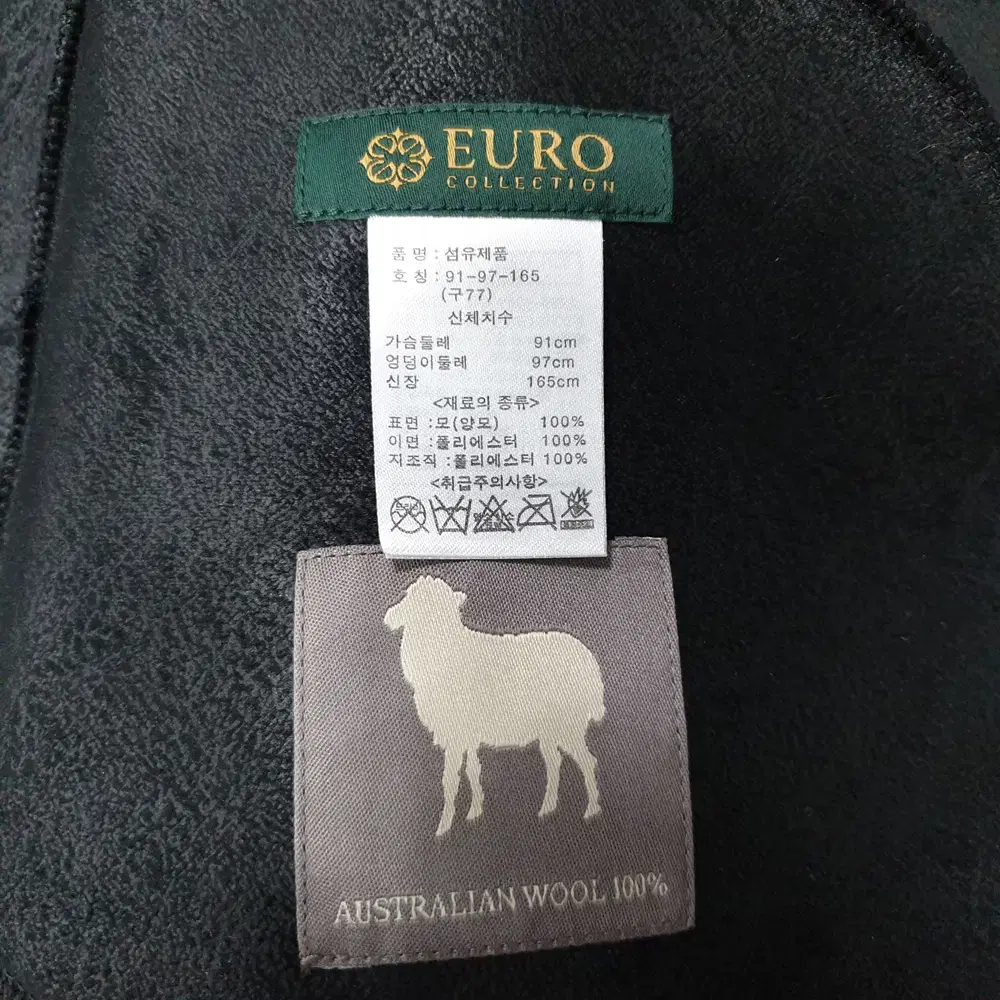 EURO
COLLECTION
품 명 : 섬유제품
호 칭 : 91-97-165
(구77)
신체치수
가슴둘레 91cm
엉덩이둘레 97cm
신장 165cm
<재료의 종류>
표면 :모(양모) 100%
이면 :폴리에스터 100%
지조직 :폴리에스터 100%
<취급주의사항>
AUSTRALIAN WOOL 100%